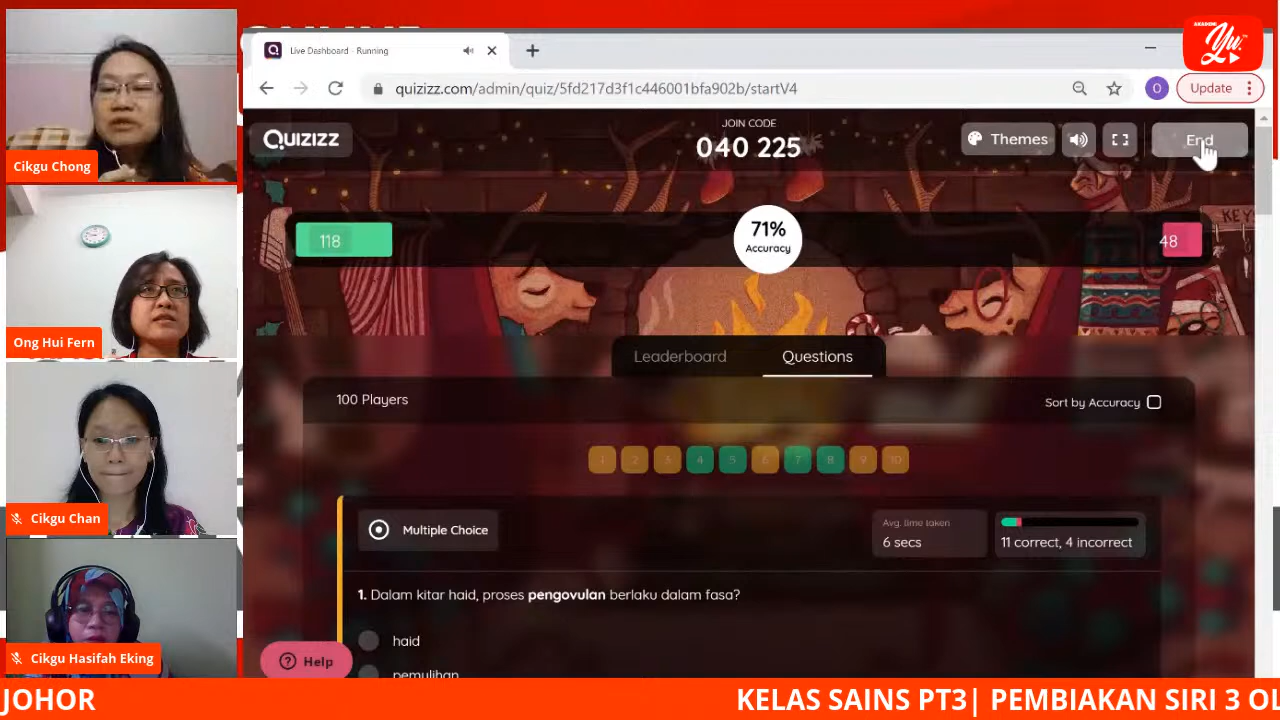 Cikgu Chong
Ong Hui Fern
Cikgu Chan
Cikgu Hasifah Eking
Live Dashboard - Running
quizizz.com/admin/quiz/5fd217d3f1c446001bfa902b/startV4
O
Update
AKADEMI
Yu
QUIZIZZ
JOIN CODE
040 225
Themes
End
KEY
118
71%
Accuracy
48
Leaderboard
Questions
100 Players
Sort by Accuracy
1 2 3 4 5 6 7 8 9 10
Multiple Choice
Avg. time taken
6 secs
11 correct, 4 incorrect
1. Dalam kitar haid, proses pengovulan berlaku dalam fasa?
haid
pemulihan
Help
JOHOR
KELAS SAINS PT3| PEMBIAKAN SIRI 3 OL